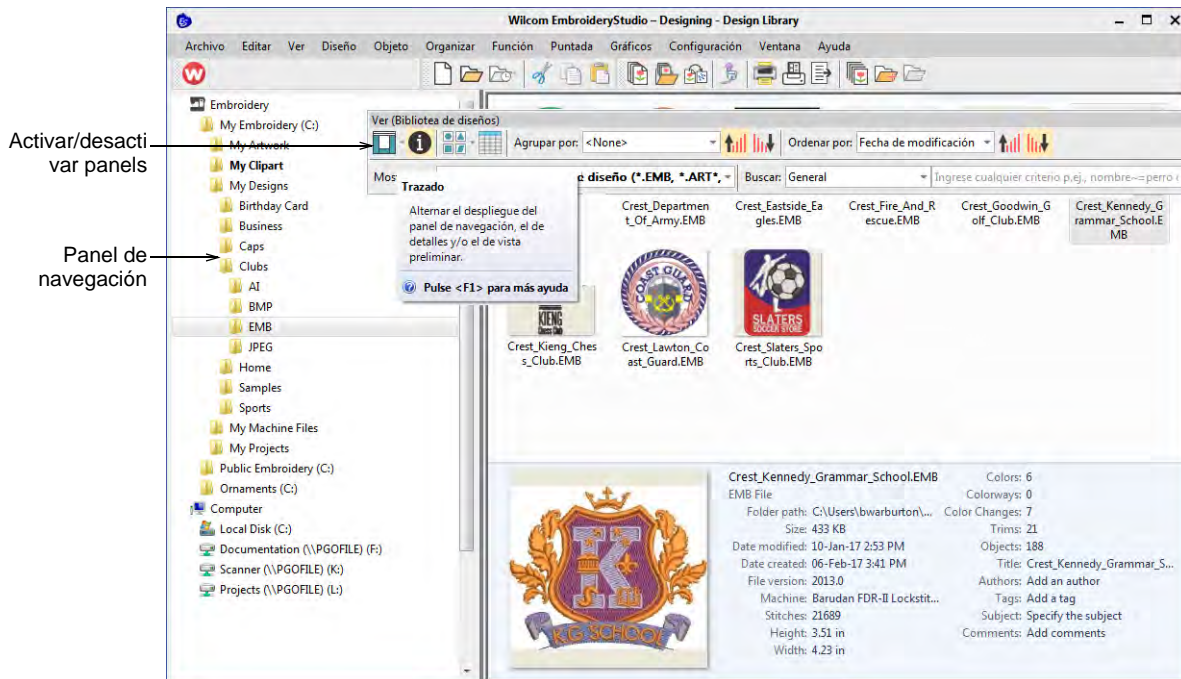 Wilcom EmbroideryStudio – Designing - Design Library
Archivo Editar Ver Diseño Objeto Organizar Función Puntada Gráficos Configuración Ventana Ayuda
Activar/desacti
var panels
Panel de
navegación
Embroidery
My Embroidery (C:)
My Artwork
My Clipart
My Designs
Birthday Card
Business
Caps
Clubs
AI
BMP
EMB
JPEG
Home
Samples
Sports
My Machine Files
My Projects
Public Embroidery (C:)
Ornaments (C:)
Computer
Local Disk (C:)
Documentation (\\PGOFILE) (F:)
Scanner (\\PGOFILE) (K:)
Projects (\\PGOFILE) (L:)
Ver (Bibliotea de diseños)
Agrupar por: <None> Ordenar por: Fecha de modificación
Mos e diseño (*.EMB, *.ART*, Buscar: General Ingrese cualquier criterio p.ej., nombre~=perro
Trazado
Alternar el despliegue del
panel de navegación, el de
detalles y/o el de vista
preliminar.
Pulse <F1> para más ayuda
Crest_Departmen
t_Of_Army.EMB
Crest_Eastside_Ea
gles.EMB
Crest_Fire_And_R
escue.EMB
Crest_Goodwin_G
olf_Club.EMB
Crest_Kennedy_G
rammar_School.E
MB
KIENG
Chess Club
COAST GUARD
SLATERS
SOCCER STORE
Crest_Kieng_Ches
s_Club.EMB
Crest_Lawton_Co
ast_Guard.EMB
Crest_Slaters_Spo
rts_Club.EMB
K
S
K.G SCHOOL
Crest_Kennedy_Grammar_School.EMB
EMB File
Folder path: C:\Users\bwarburton\...
Size: 433 KB
Date modified: 10-Jan-17 2:53 PM
Date created: 06-Feb-17 3:41 PM
File version: 2013.0
Machine: Barudan FDR-II Lockstit...
Stitches: 21689
Height: 3.51 in
Width: 4.23 in
Colors: 6
Colorways: 0
Color Changes: 7
Trims: 21
Objects: 188
Title: Crest_Kennedy_Grammar_S...
Authors: Add an author
Tags: Add a tag
Subject: Specify the subject
Comments: Add comments